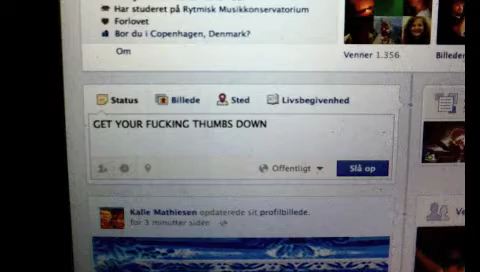 Har studeret på Rytmisk Musikkonservatorium
Forlovet
Bor du i Copenhagen, Denmark?
Om
Venner 1.356
Billeder
Status Billede Sted Livsbegivenhed
GET YOUR FUCKING THUMBS DOWN
Offentligt Slå op
Kalle Mathiesen opdaterede sit profilbillede.
for 3 minutter siden
Ve